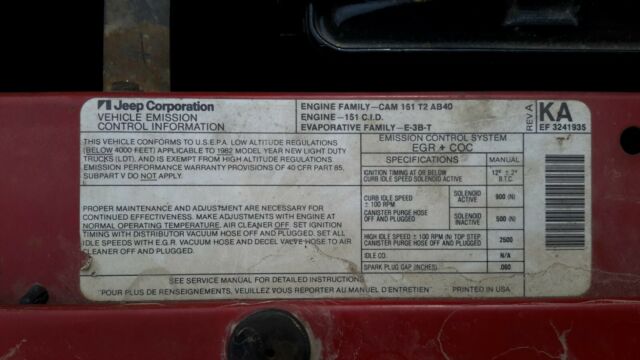 Jeep Corporation
VEHICLE EMISSION
CONTROL INFORMATION
ENGINE FAMILY—CAM 151 T2 AB40
ENGINE—151 C.I.D.
EVAPORATIVE FAMILY—E-3B-T
REV. A
KA
EF 3241935
THIS VEHICLE CONFORMS TO U.S.E.P.A. LOW ALTITUDE REGULATIONS
(BELOW 4000 FEET) APPLICABLE TO 1982 MODEL YEAR NEW LIGHT DUTY
TRUCKS (LDT), AND IS EXEMPT FROM HIGH ALTITUDE
EMISSION PERFORMANCE WARRANTY PROVISIONS OF 40 CFR PART 85,
SUBPART V DO NOT APPLY.
PROPER MAINTENANCE AND ADJUSTMENT ARE NECESSARY FOR
CONTINUED EFFECTIVENESS. MAKE ADJUSTMENTS WITH ENGINE AT
NORMAL OPERATING TEMPERATURE, AIR CLEANER OFF. SET IGNITION
TIMING WITH DISTRIBUTOR VACUUM HOSE OFF AND PLUGGED. SET ALL
IDLE SPEEDS WITH E.G.R. VACUUM HOSE AND DECEL VALVE HOSE TO AIR
CLEANER OFF AND PLUGGED.
EMISSION CONTROL SYSTEM
EGR + COC
SPECIFICATIONS MANUAL
IGNITION TIMING AT OR BELOW
CURB IDLE SPEED SOLENOID ACTIVE
12° ± 2°
B.T.C.
CURB IDLE SPEED
± 100 RPM
CANISTER PURGE HOSE
OFF AND PLUGGED
SOLENOID
ACTIVE
900 (N)
SOLENOID
INACTIVE
500 (N)
HIGH IDLE SPEED ± 100 RPM (N) TOP STEP
CANISTER PURGE HOSE OFF AND PLUGGED
2500
IDLE CO. N/A
SPARK PLUG GAP (INCHES) .060
SEE SERVICE MANUAL FOR DETAILED INSTRUCTIONS
"POUR PLUS DE RENSEIGNEMENTS, VEUILLEZ VOUS REPORTER AU MANUEL D'ENTRETIEN"
PRINTED IN USA